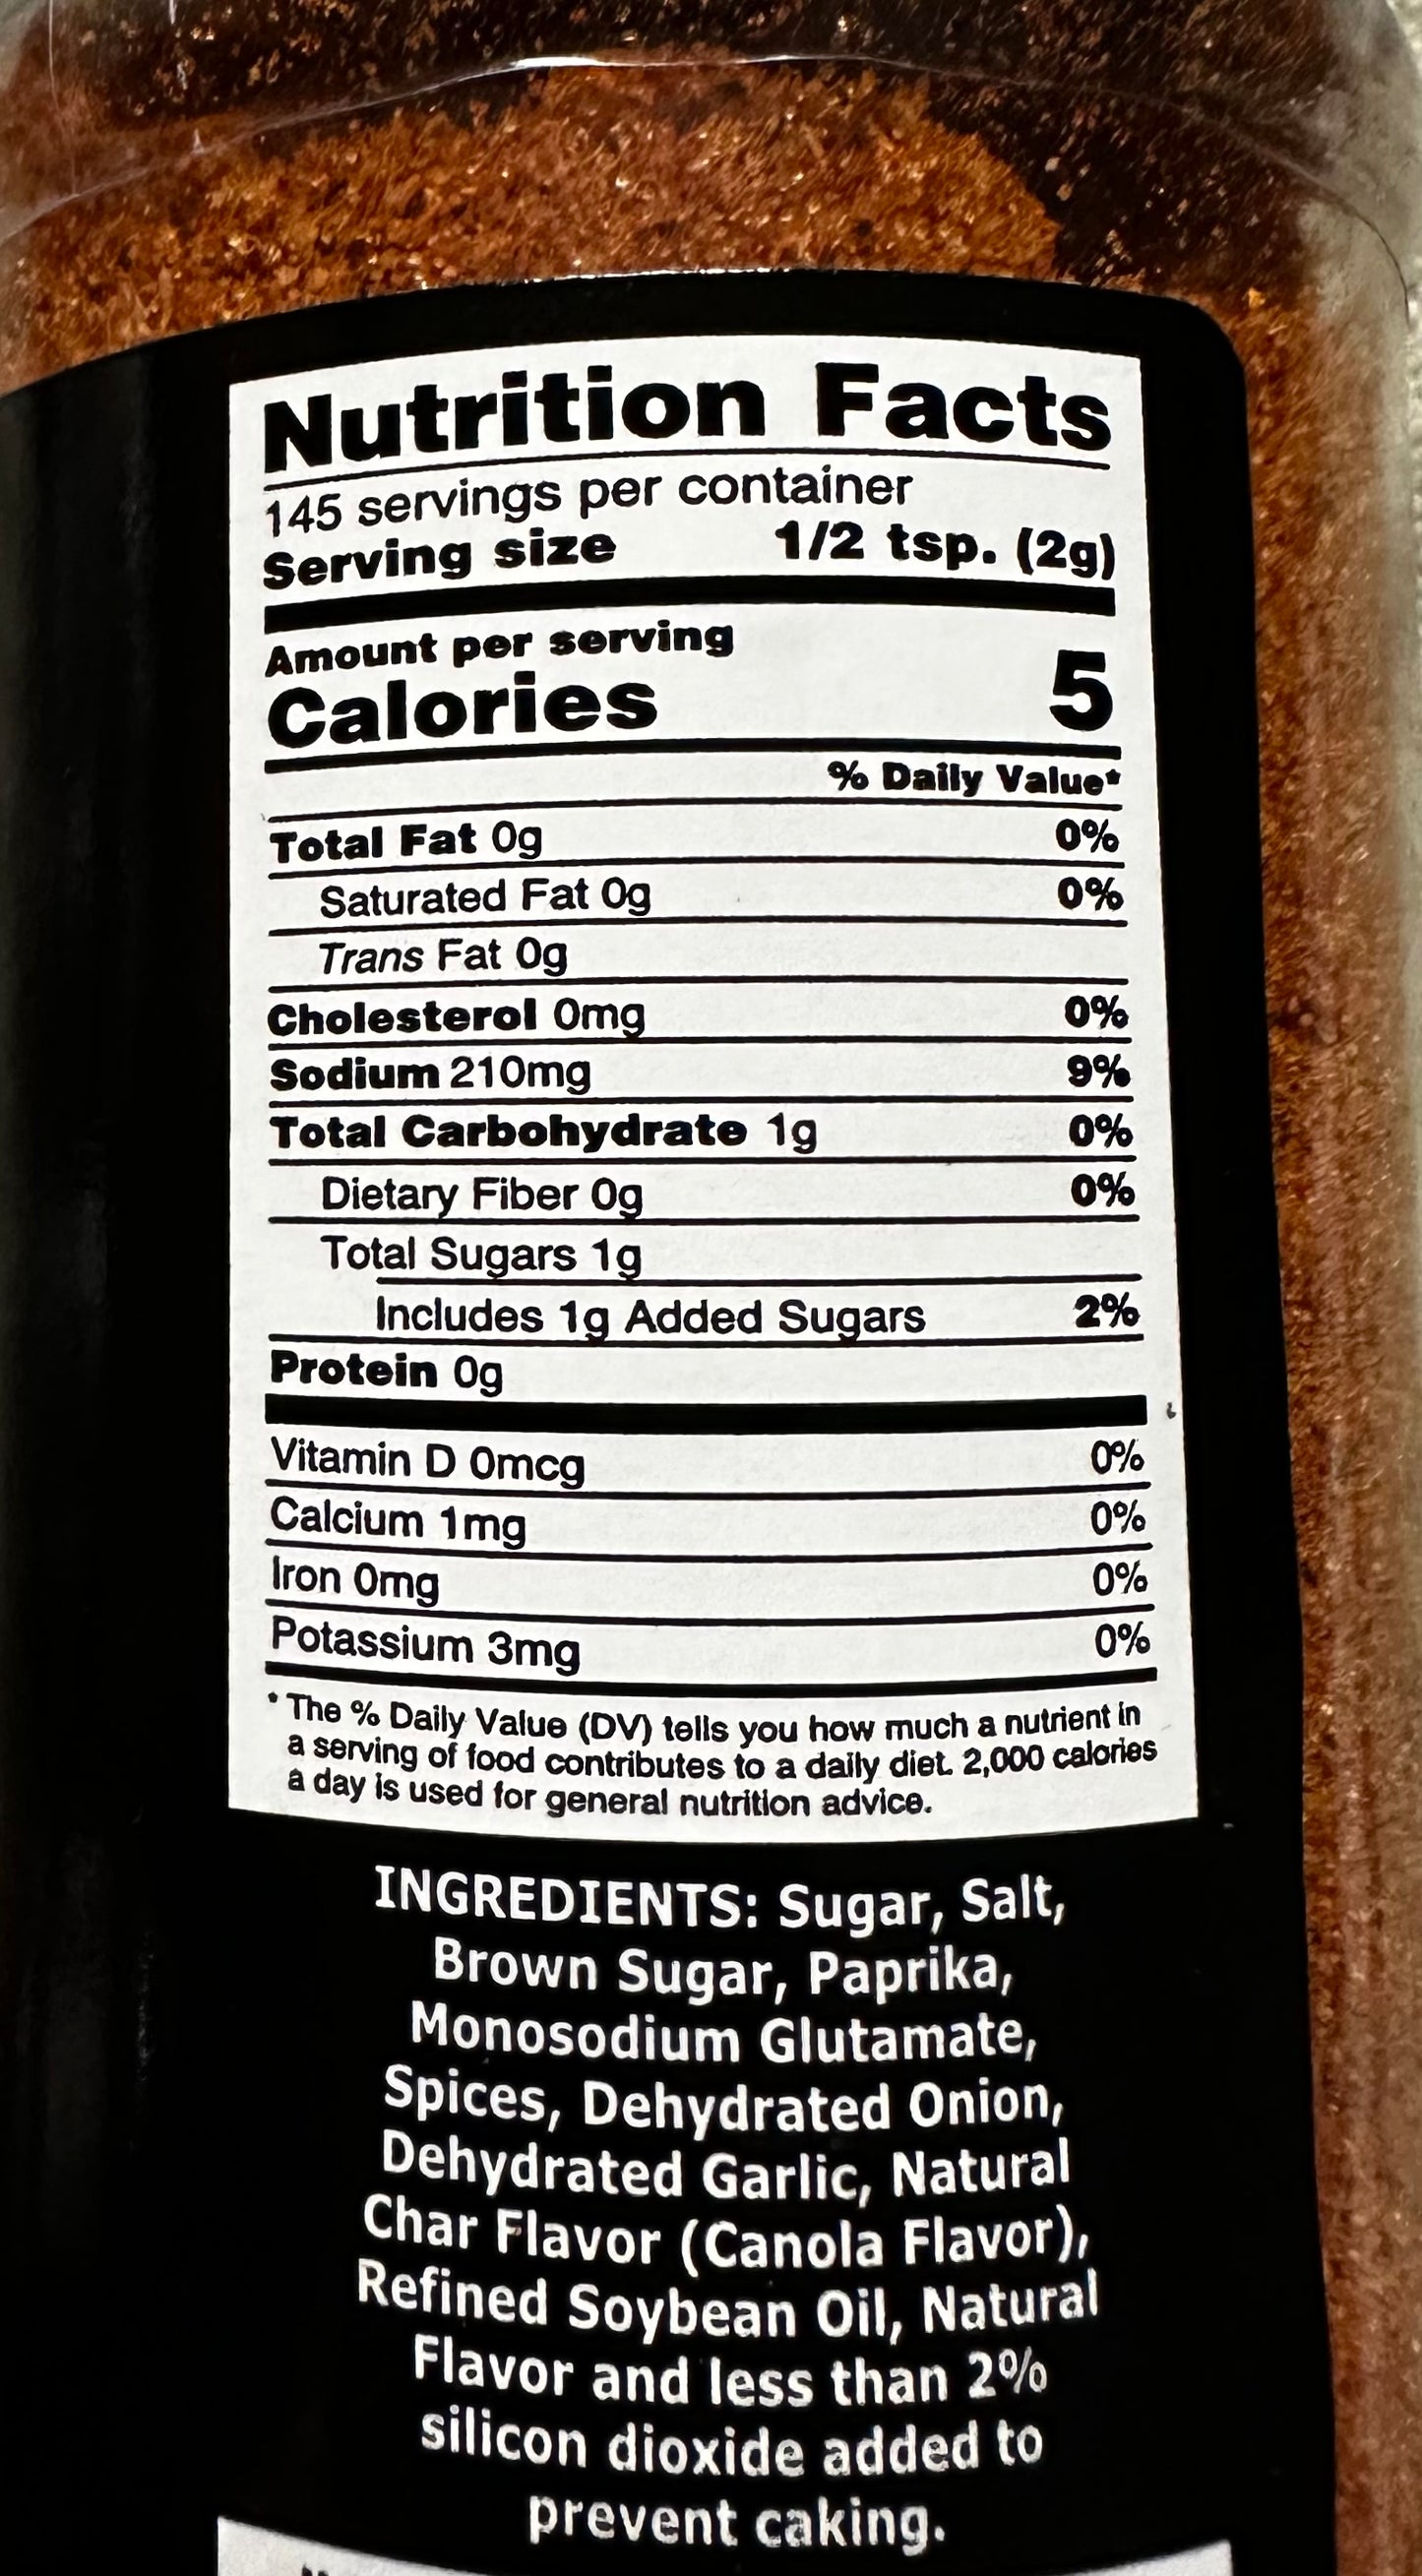 Nutrition Facts
145 servings per container
Serving size 1/2 tsp. (2g)
Amount per serving
Calories 5
% Daily Value*
Total Fat 0g 0%
Saturated Fat 0g 0%
Trans Fat 0g
Cholesterol 0mg 0%
Sodium 210mg 9%
Total Carbohydrate 1g 0%
Dietary Fiber 0g 0%
Total Sugars 1g
Includes 1g Added Sugars 2%
Protein 0g
Vitamin D 0mcg 0%
Calcium 1mg 0%
Iron 0mg 0%
Potassium 3mg 0%
* The % Daily Value (DV) tells you how much a nutrient in
a serving of food contributes to a daily diet. 2,000 calories
a day is used for general nutrition advice.
INGREDIENTS: Sugar, Salt,
Brown Sugar, Paprika,
Monosodium Glutamate,
Spices, Dehydrated Onion,
Dehydrated Garlic, Natural
Char Flavor (Canola Flavor),
Refined Soybean Oil, Natural
Flavor and less than 2%
silicon dioxide added to
prevent caking.